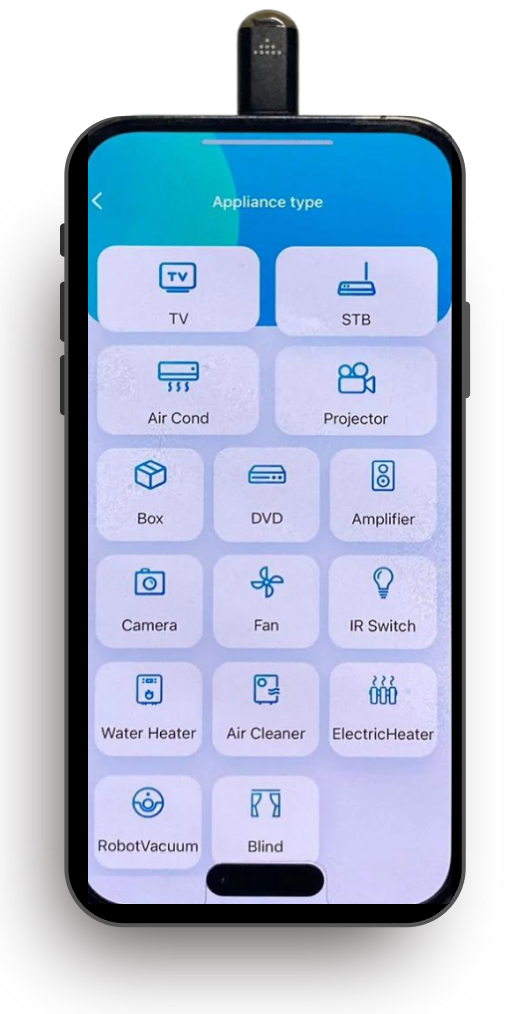 Appliance type
TV
TV
STB
Air Cond
Projector
Box
DVD
Amplifier
Camera
Fan
IR Switch
Water Heater
Air Cleaner
ElectricHeater
RobotVacuum
Blind